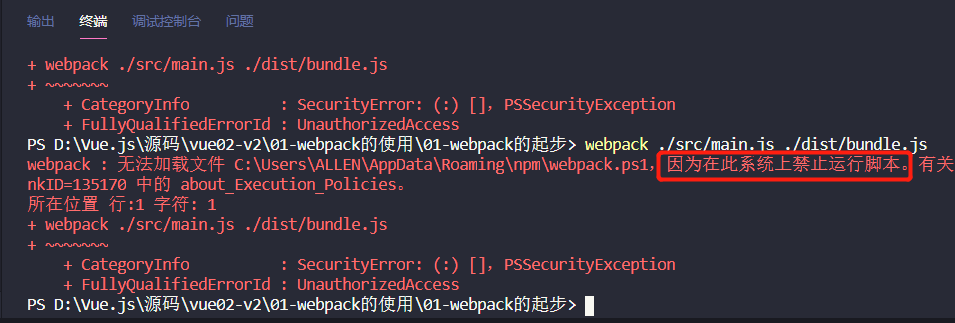 输出 终端 调试控制台 问题
+ webpack ./src/main.js ./dist/bundle.js
+ ~~~~~~~
+ CategoryInfo : SecurityError: (:) [], PSSecurityException
+ FullyQualifiedErrorId : UnauthorizedAccess
PS D:\Vue.js\源码\vue02-v2\01-webpack的使用\01-webpack的起步> webpack ./src/main.js ./dist/bundle.js
webpack : 无法加载文件 C:\Users\ALLEN\AppData\Roaming\npm\webpack.ps1，因为在此系统上禁止运行脚本。有关
nkID=135170 中的 about_Execution_Policies。
所在位置 行:1 字符: 1
+ webpack ./src/main.js ./dist/bundle.js
+ ~~~~~~~
+ CategoryInfo : SecurityError: (:) [], PSSecurityException
+ FullyQualifiedErrorId : UnauthorizedAccess
PS D:\Vue.js\源码\vue02-v2\01-webpack的使用\01-webpack的起步>